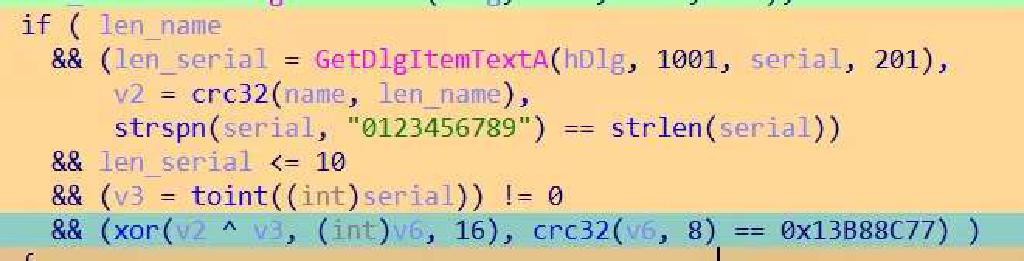 if ( len_name
&& (len_serial = GetDlgItemTextA(hDlg, 1001, serial, 201),
v2 = crc32(name, len_name),
strspn(serial, "0123456789") == strlen(serial))
&& len_serial <= 10
&& (v3 = toint((int)serial)) != 0
&& (xor(v2 ^ v3, (int)v6, 16), crc32(v6, 8) == 0x13B88C77) )